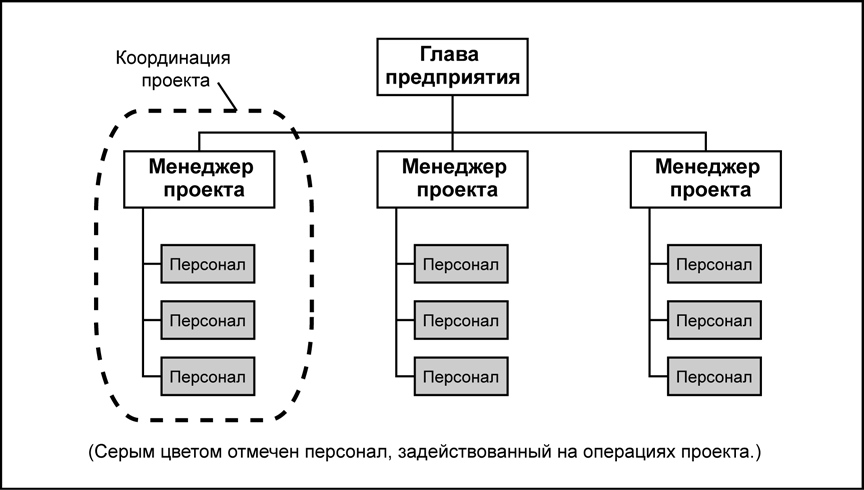 Координация
проекта
Глава
предприятия
Менеджер
проекта
Менеджер
проекта
Менеджер
проекта
Персонал
Персонал
Персонал
Персонал
Персонал
Персонал
Персонал
Персонал
Персонал
(Серым цветом отмечен персонал, задействованный на операциях проекта.)